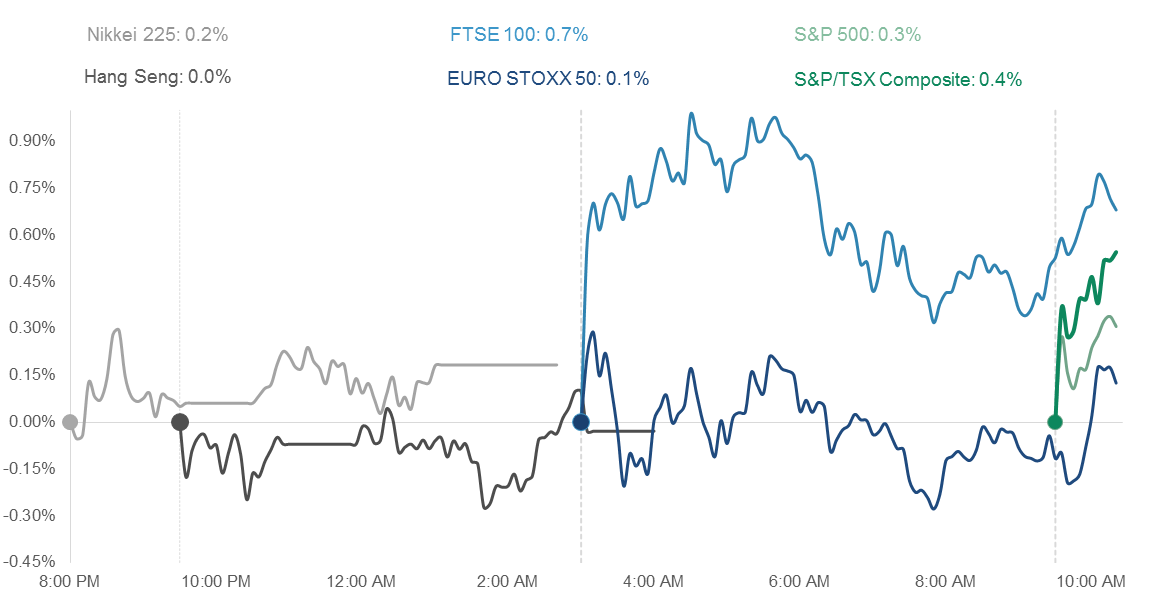 Nikkei 225: 0.2%
FTSE 100: 0.7%
S&P 500: 0.3%
Hang Seng: 0.0%
EURO STOXX 50: 0.1%
S&P/TSX Composite: 0.4%
0.90%
0.75%
0.60%
0.45%
0.30%
0.15%
0.00%
-0.15%
-0.30%
-0.45%
8:00 PM
10:00 PM
12:00 AM
2:00 AM
4:00 AM
6:00 AM
8:00 AM
10:00 AM